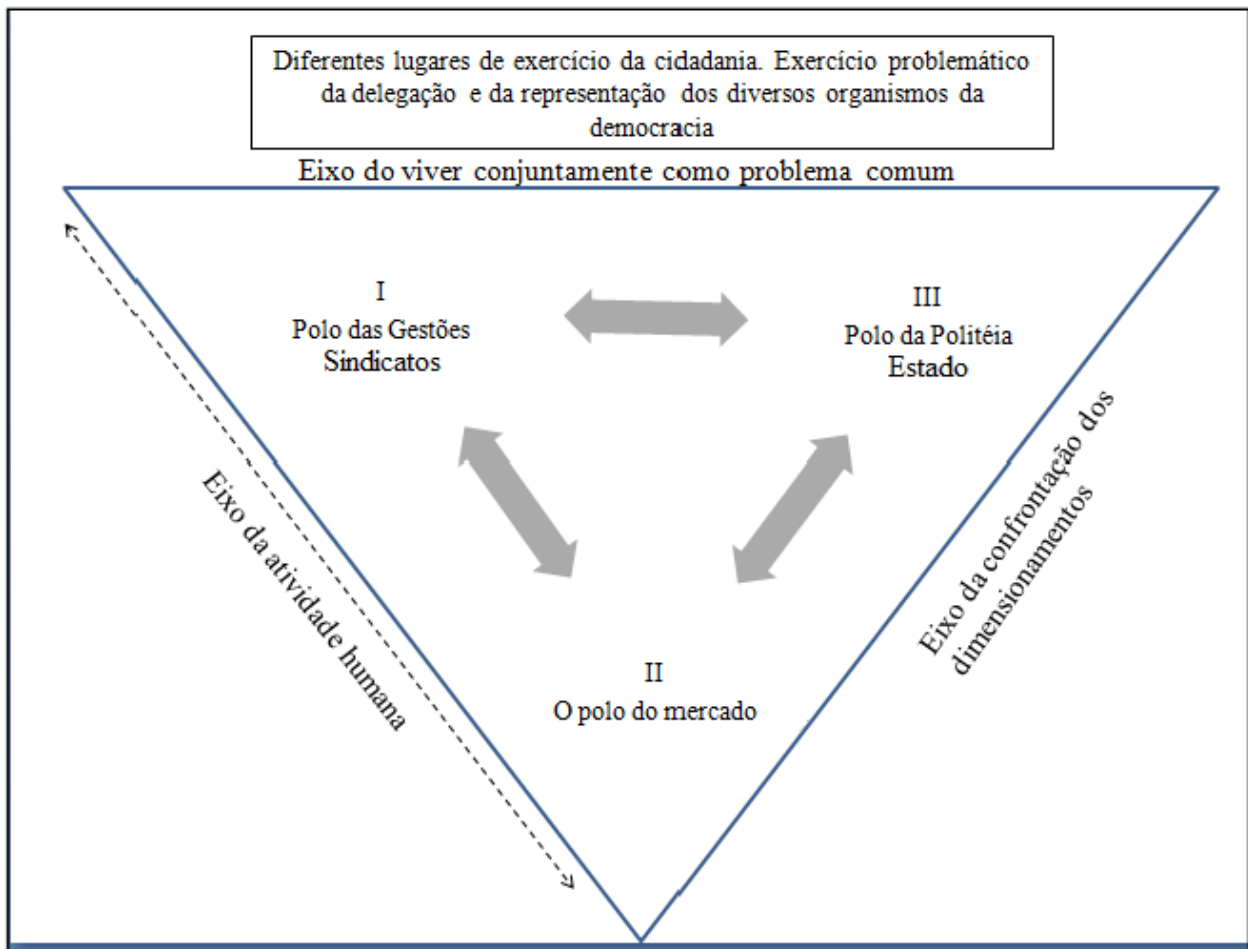 Diferentes lugares de exercício da cidadania. Exercício problemático
da delegação e da representação dos diversos organismos da
democracia
Eixo do viver conjuntamente como problema comum
I
Polo das Gestões
Sindicatos
III
Polo da Politéia
Estado
Eixo da atividade humana
Eixo da confrontação dos
dimensionamentos
II
O polo do mercado